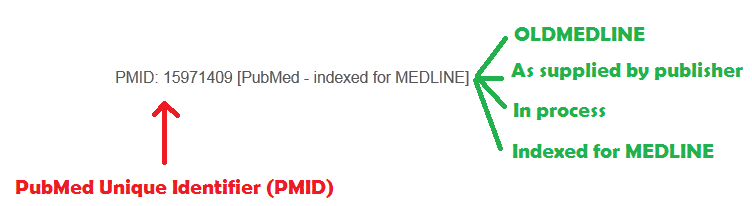 OLDMEDLINE
As supplied by publisher
PMID: 15971409 [PubMed - indexed for MEDLINE]
In process
Indexed for MEDLINE
PubMed Unique Identifier (PMID)